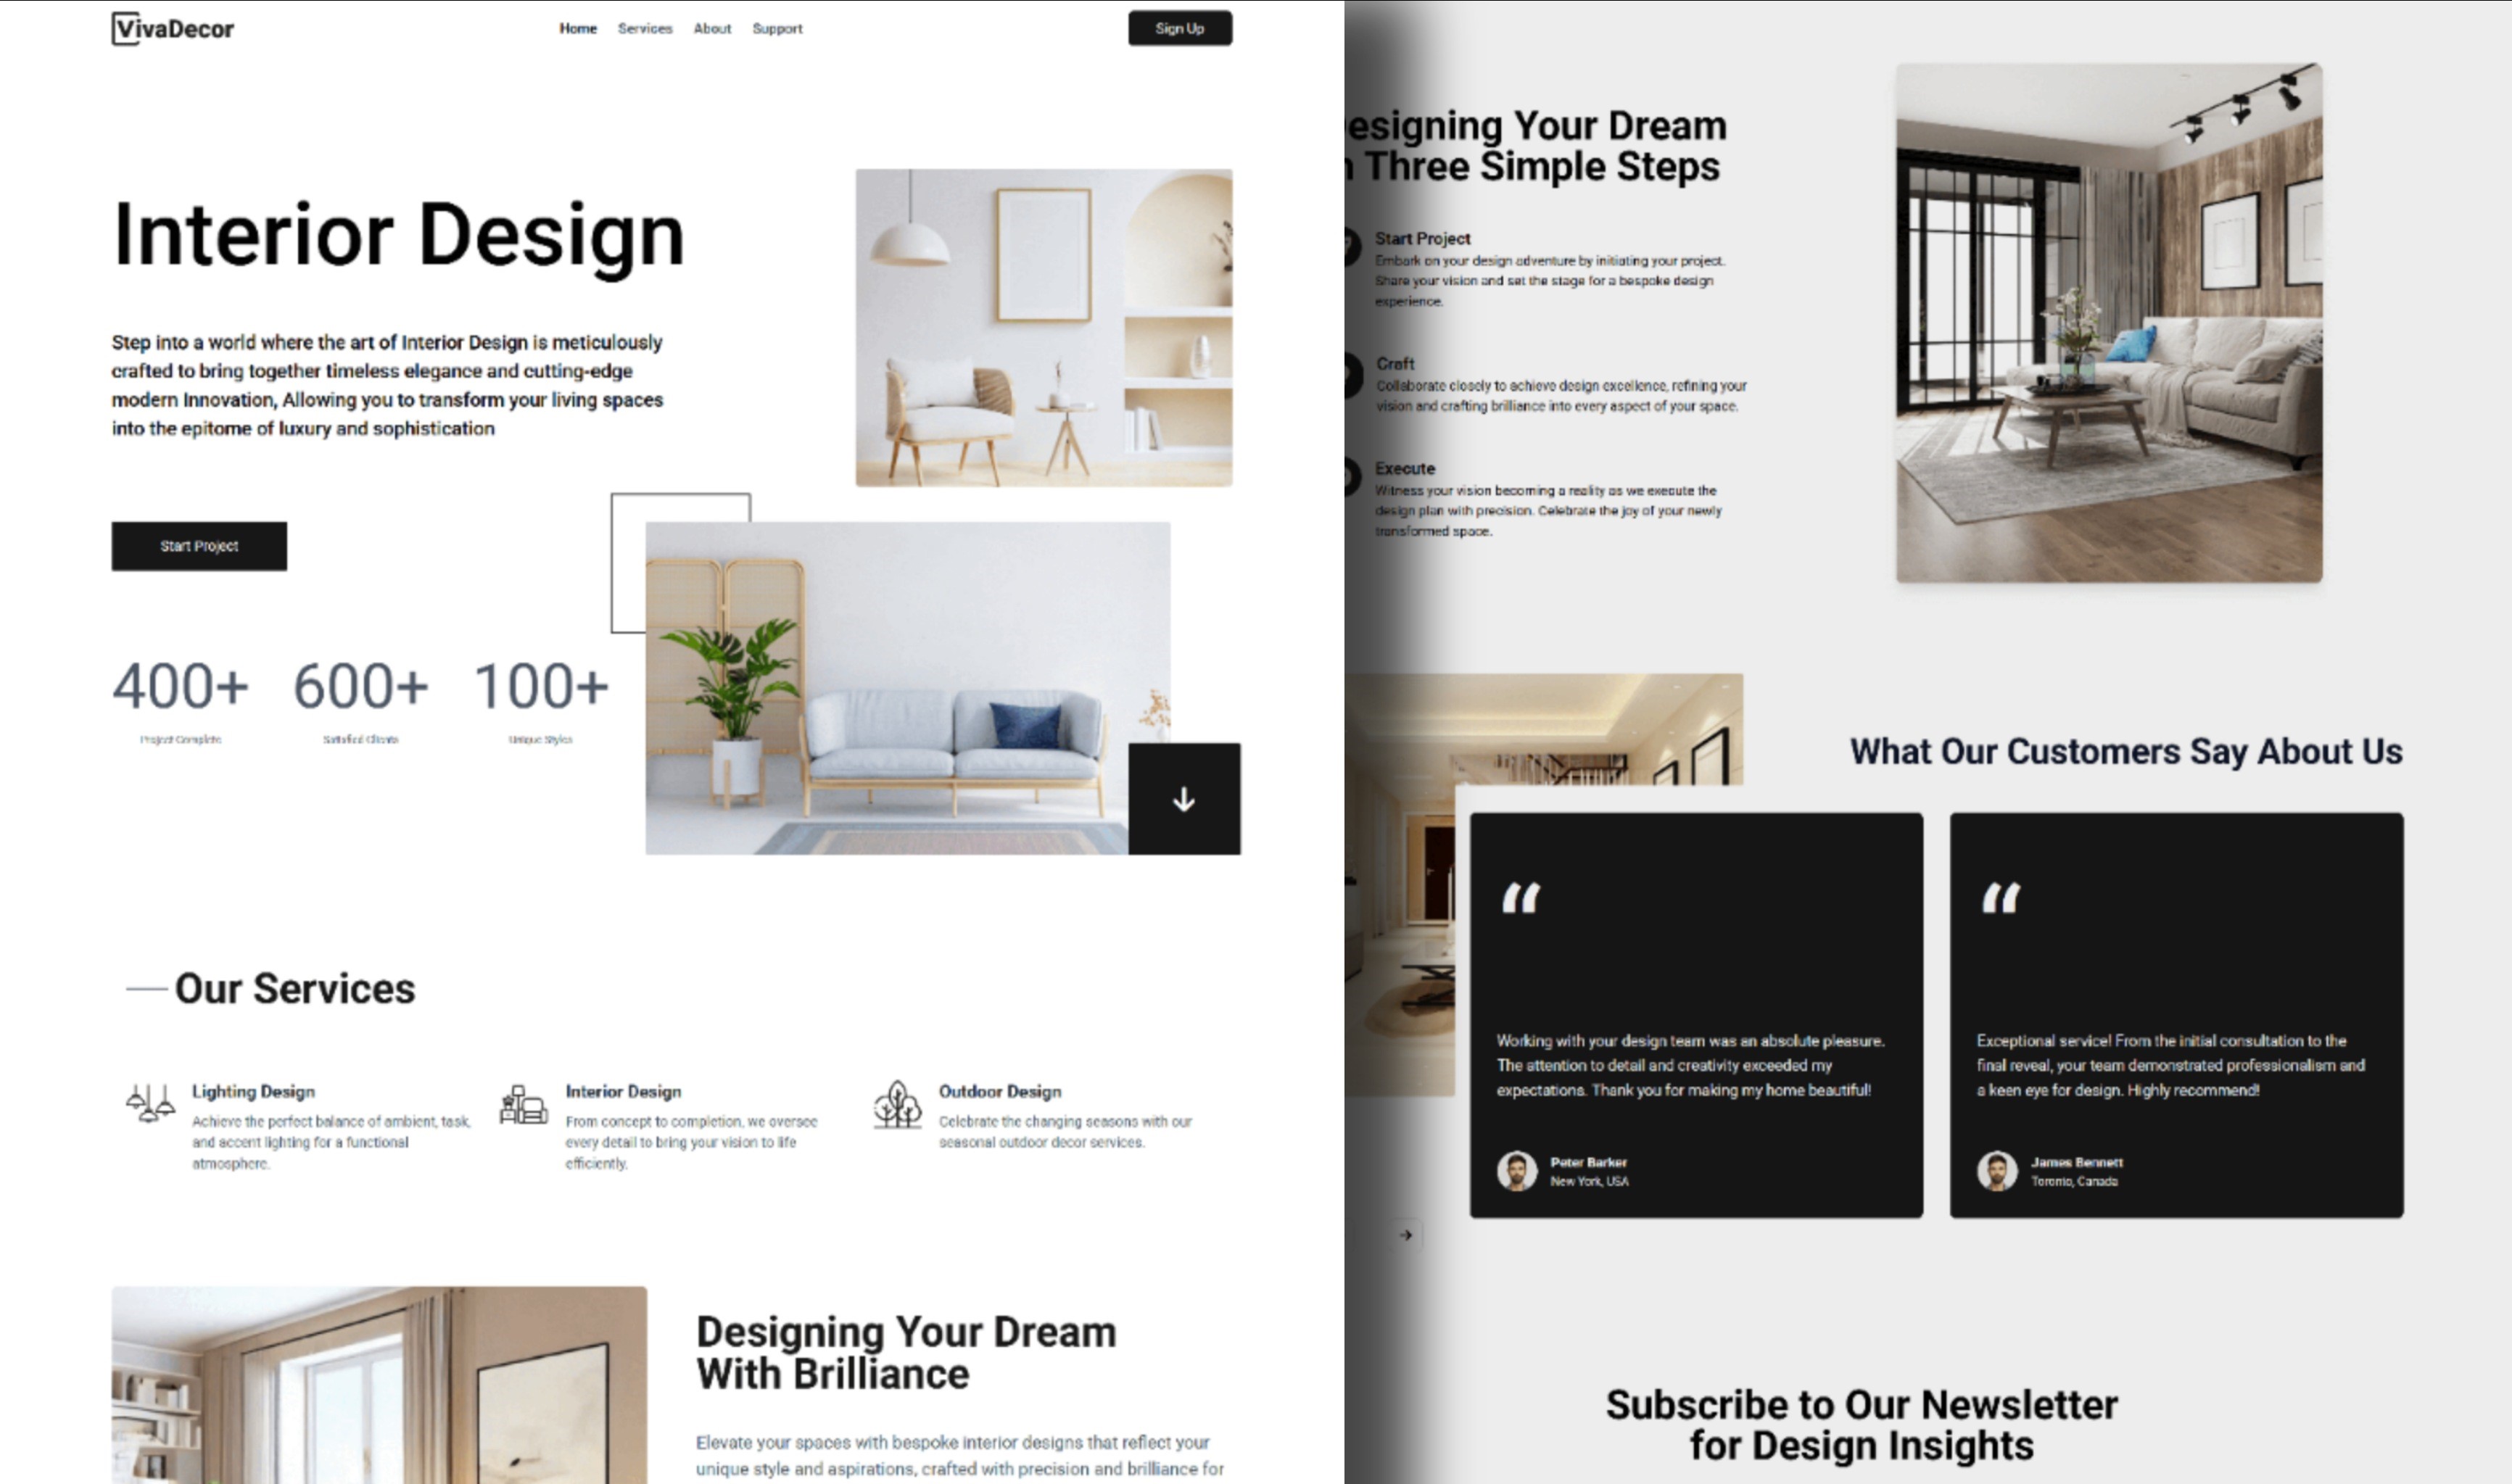 VivaDecor
Home
Services
About
Support
Sign Up
Interior Design
Step into a world where the art of Interior Design is meticulously
crafted to bring together timeless elegance and cutting-edge
modern Innovation, Allowing you to transform your living spaces
into the epitome of luxury and sophistication
Start Project
400+
600+
100+
Project Complete
Satisfied Clients
Unique Styles
Our Services
Lighting Design
Achieve the perfect balance of ambient, task,
and accent lighting for a functional
atmosphere.
Interior Design
From concept to completion, we oversee
every detail to bring your vision to life
efficiently.
Outdoor Design
Celebrate the changing seasons with our
seasonal outdoor decor services.
Designing Your Dream
With Brilliance
Elevate your spaces with bespoke interior designs that reflect your
unique style and aspirations, crafted with precision and brilliance for
esigning Your Dream
n Three Simple Steps
Start Project
Embark on your design adventure by initiating your project.
Share your vision and set the stage for a bespoke design
experience.
Craft
Collaborate closely to achieve design excellence, refining your
vision and crafting brilliance into every aspect of your space.
Execute
Witness your vision becoming a reality as we execute the
design plan with precision. Celebrate the joy of your newly
transformed space.
What Our Customers Say About Us
“
Working with your design team was an absolute pleasure.
The attention to detail and creativity exceeded my
expectations. Thank you for making my home beautiful!
Peter Barker
New York, USA
“
Exceptional service! From the initial consultation to the
final reveal, your team demonstrated professionalism and
a keen eye for design. Highly recommend!
James Bennett
Toronto, Canada
Subscribe to Our Newsletter
for Design Insights